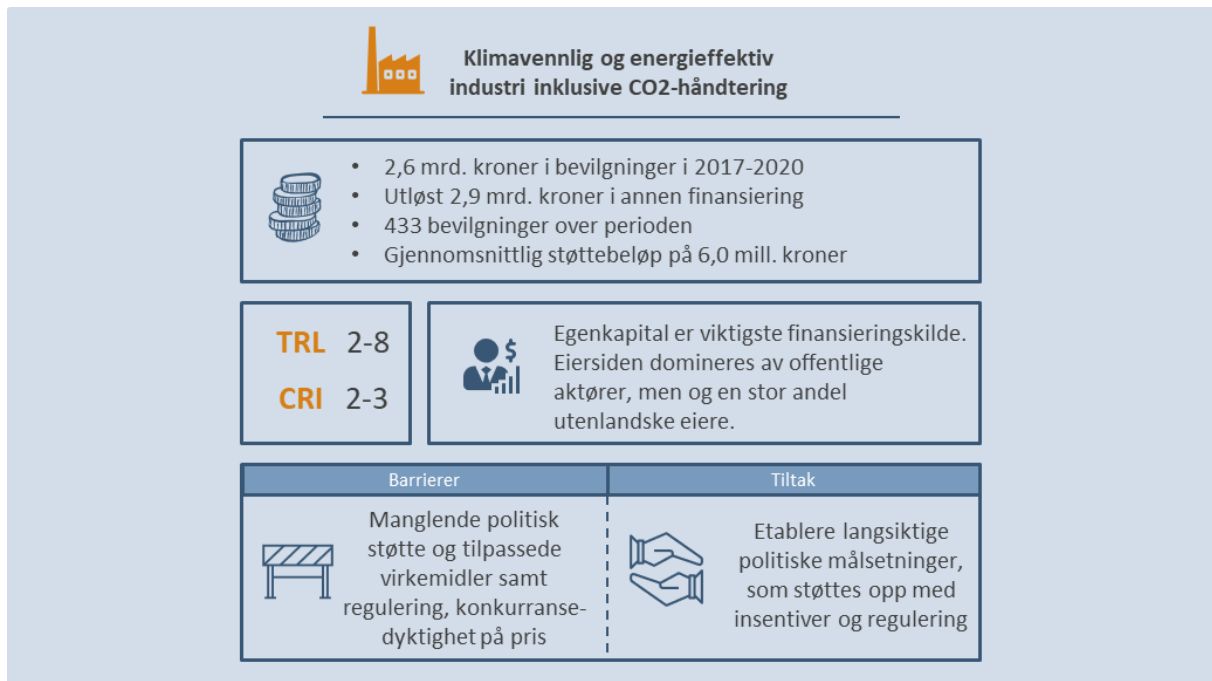 Klimavennlig og energieffektiv
industri inklusive CO2-håndtering
• 2,6 mrd. kroner i bevilgninger i 2017-2020
• Utløst 2,9 mrd. kroner i annen finansiering
• 433 bevilgninger over perioden
• Gjennomsnittlig støttebeløp på 6,0 mill. kroner
TRL 2-8
CRI 2-3
$
Egenkapital er viktigste finansieringskilde.
Eiersiden domineres av offentlige
aktører, men og en stor andel
utenlandske eiere.
Barrierer
Manglende politisk
støtte og tilpassede
virkemidler samt
regulering, konkurranse-
dyktighet på pris
Tiltak
Etablere langsiktige
politiske målsetninger,
som støttes opp med
insentiver og regulering